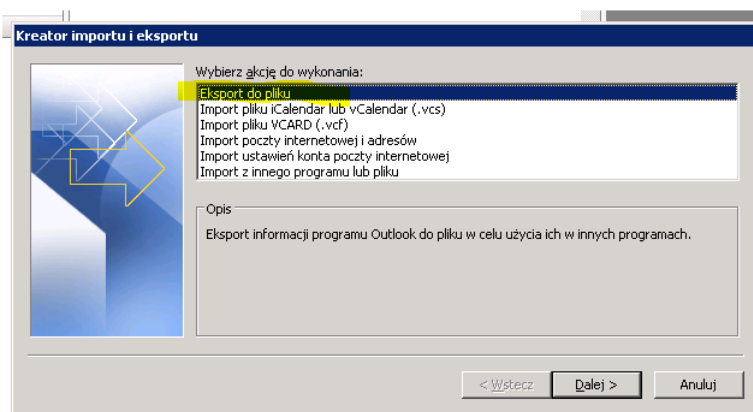 Kreator importu i eksportu
Wybierz akcję do wykonania:
Eksport do pliku
Import pliku iCalendar lub vCalendar (.vcs)
Import pliku VCARD (.vcf)
Import poczty internetowej i adresów
Import ustawień konta poczty internetowej
Import z innego programu lub pliku
Opis
Eksport informacji programu Outlook do pliku w celu użycia ich w innych programach.
< Wstecz Dalej > Anuluj